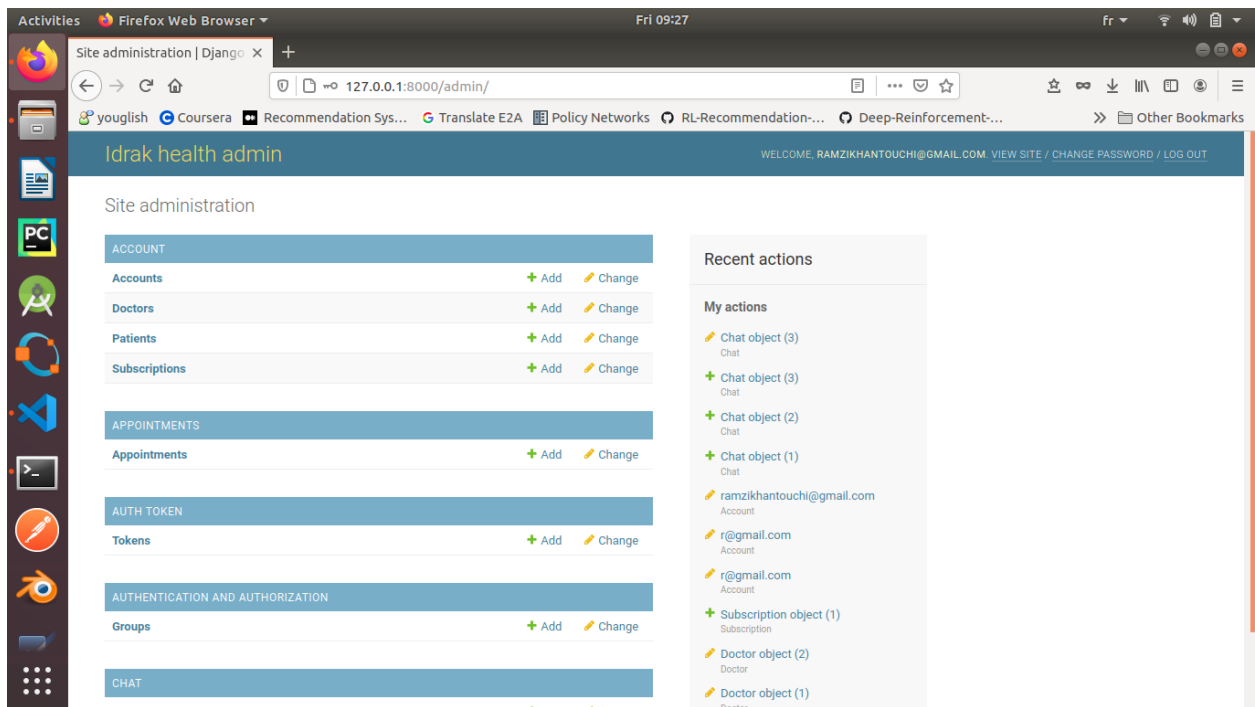 Activities Firefox Web Browser Fri 09:27 fr
Site administration | Django
127.0.0.1:8000/admin/
youglish Coursera Recommendation Sys... Translate E2A Policy Networks RL-Recommendation-... Deep-Reinforcement-... Other Bookmarks
Idrak health admin WELCOME, RAMZIKHANTOUCHI@GMAIL.COM. VIEW SITE / CHANGE PASSWORD / LOG OUT
Site administration
ACCOUNT
Accounts Add Change
Doctors Add Change
Patients Add Change
Subscriptions Add Change
APPOINTMENTS
Appointments Add Change
AUTH TOKEN
Tokens Add Change
AUTHENTICATION AND AUTHORIZATION
Groups Add Change
CHAT
Recent actions
My actions
Chat object (3)
Chat
Chat object (3)
Chat
Chat object (2)
Chat
Chat object (1)
Chat
ramzikhantouchi@gmail.com
Account
r@gmail.com
Account
r@gmail.com
Account
Subscription object (1)
Subscription
Doctor object (2)
Doctor
Doctor object (1)
PC